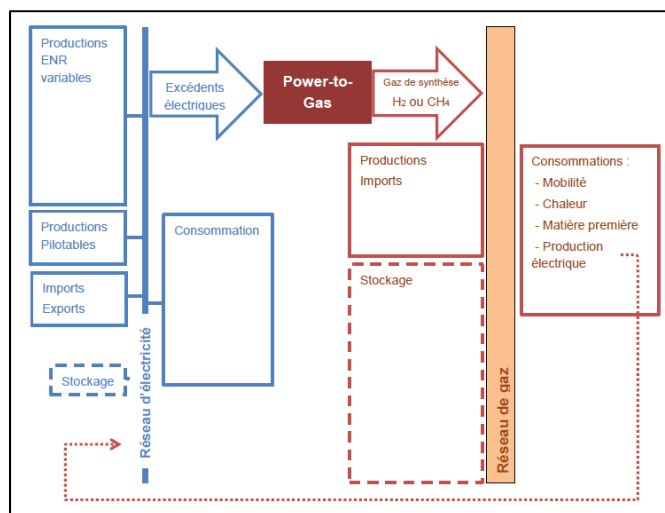 Productions
ENR
variables
Excédents
électriques
Power-to-
Gas
Gaz de synthèse
H₂ ou CH₄
Productions
Imports
Consommations :
- Mobilité
- Chaleur
- Matière première
- Production
électrique
Productions
Pilotables
Consommation
Imports
Exports
Stockage
Stockage
Réseau d'électricité
Réseau de gaz